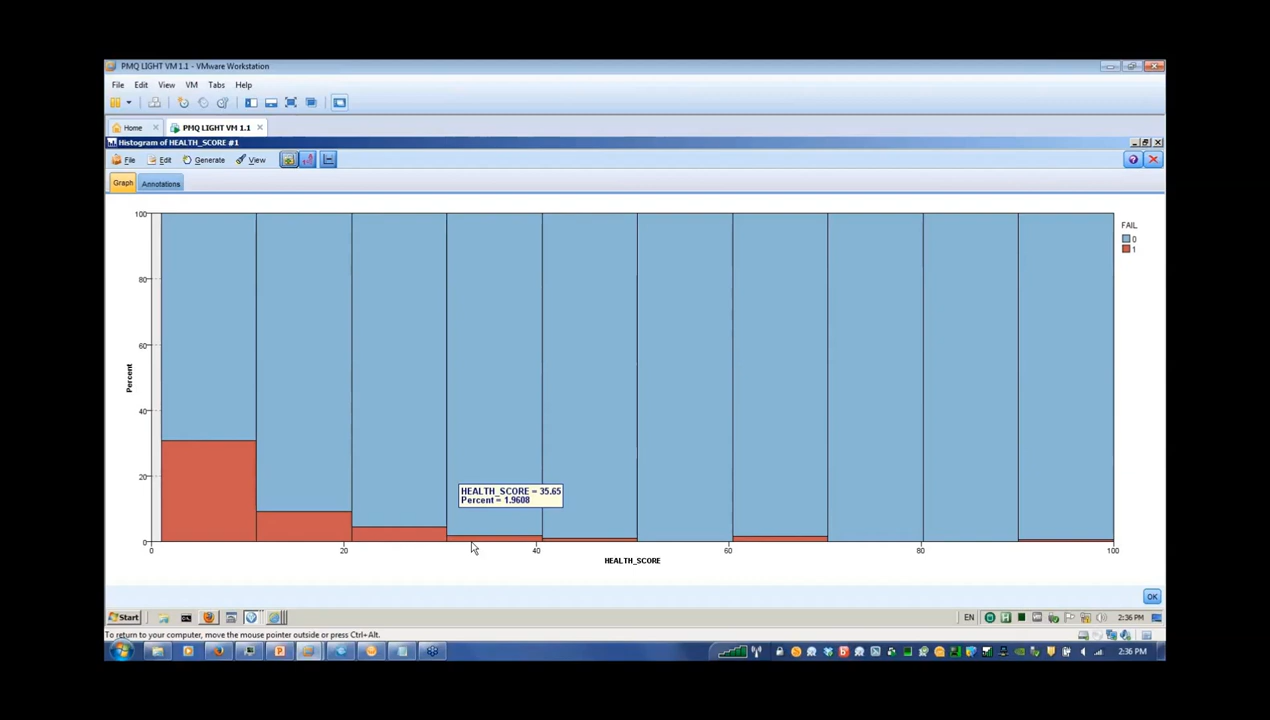 PMQ LIGHT VM 1.1 - VMware Workstation
File Edit View VM Tabs Help
Home PMQ LIGHT VM 1.1
Histogram of HEALTH_SCORE #1
File Edit Generate View
Graph Annotations
100
80
60
40
20
0
Percent
FAIL
0
1
HEALTH_SCORE = 35.65
Percent = 1.9608
0 20 40 60 80 100
HEALTH_SCORE
OK
Start EN 2:36 PM
To return to your computer, move the mouse pointer outside or press Ctrl+Alt.
2:36 PM